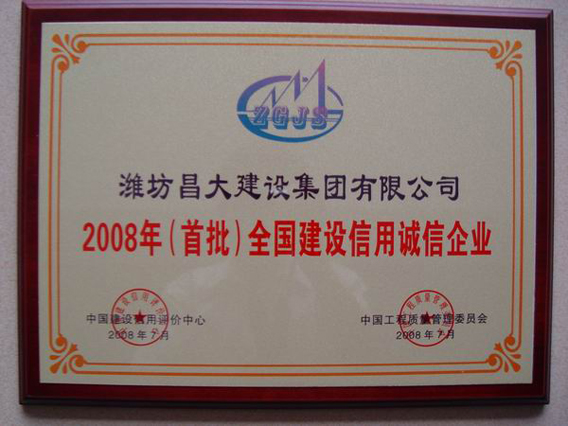 ZGJS
潍坊昌大建设集团有限公司
2008年(首批)全国建设信用诚信企业
中国建设信用评价中心
2008年7月
中国工程质量管理委员会
2008年7月